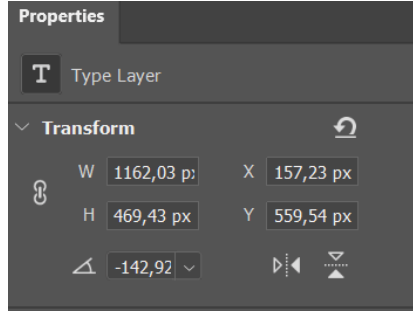 Properties
T Type Layer
Transform
W 1162,03 p: X 157,23 px
H 469,43 px Y 559,54 px
-142,92